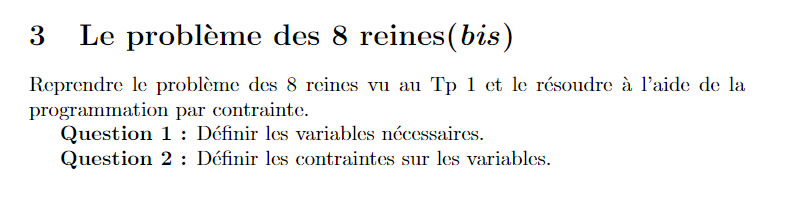 3 Le problème des 8 reines(bis)
Reprendre le problème des 8 reines vu au Tp 1 et le résoudre à l'aide de la
programmation par contrainte.
Question 1 : Définir les variables nécessaires.
Question 2 : Définir les contraintes sur les variables.